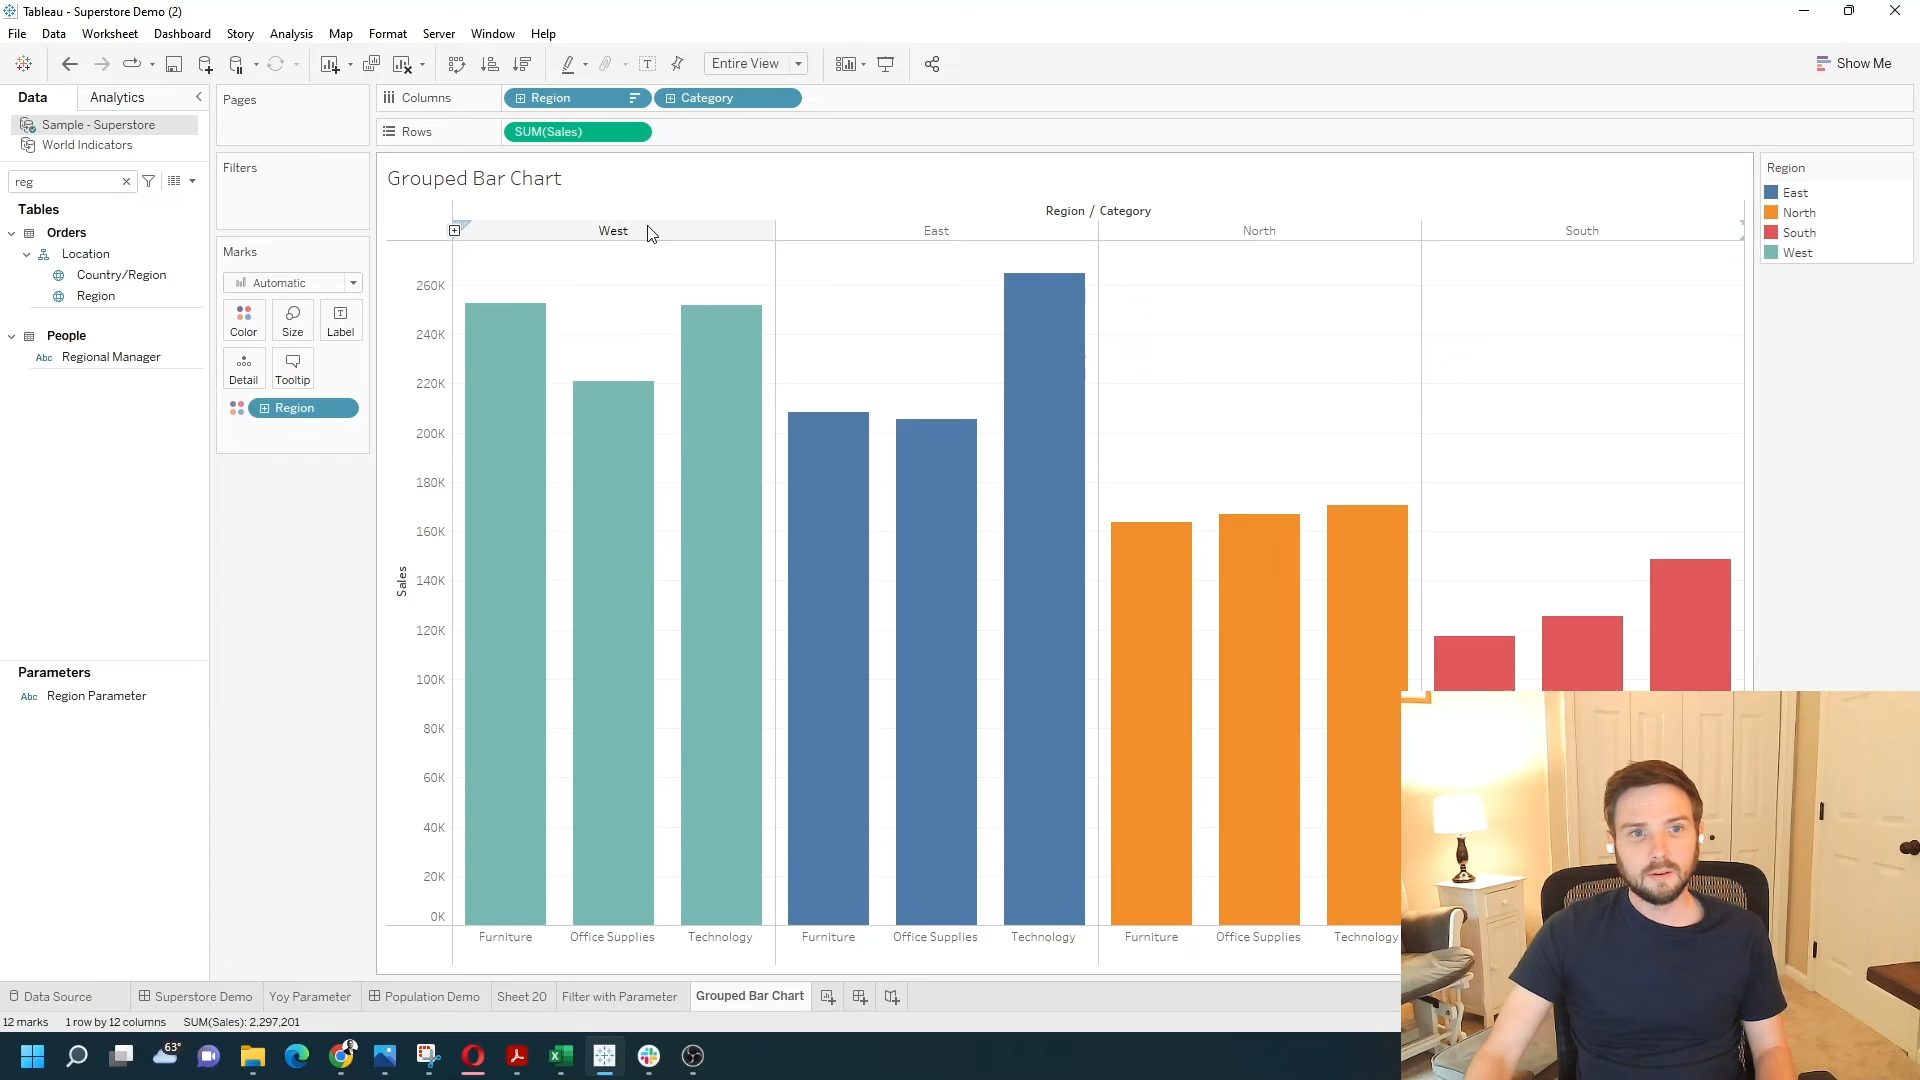 Tableau - Superstore Demo (2)
File Data Worksheet Dashboard Story Analysis Map Format Server Window Help
Entire View
Show Me
Data Analytics
Sample - Superstore
World Indicators
reg
Tables
Orders
Location
Country/Region
Region
People
Abc Regional Manager
Parameters
Abc Region Parameter
Pages
Filters
Marks
Automatic
Color Size Label
Detail Tooltip
Region
Columns Region Category
Rows SUM(Sales)
Grouped Bar Chart
Region / Category
West East North South
260K
240K
220K
200K
180K
160K
140K
120K
100K
80K
60K
40K
20K
0K
Sales
Furniture Office Supplies Technology Furniture Office Supplies Technology Furniture Office Supplies Technology
Region
East
North
South
West
Data Source Superstore Demo Yoy Parameter Population Demo Sheet 20 Filter with Parameter Grouped Bar Chart
12 marks 1 row by 12 columns SUM(Sales): 2,297,201
63°